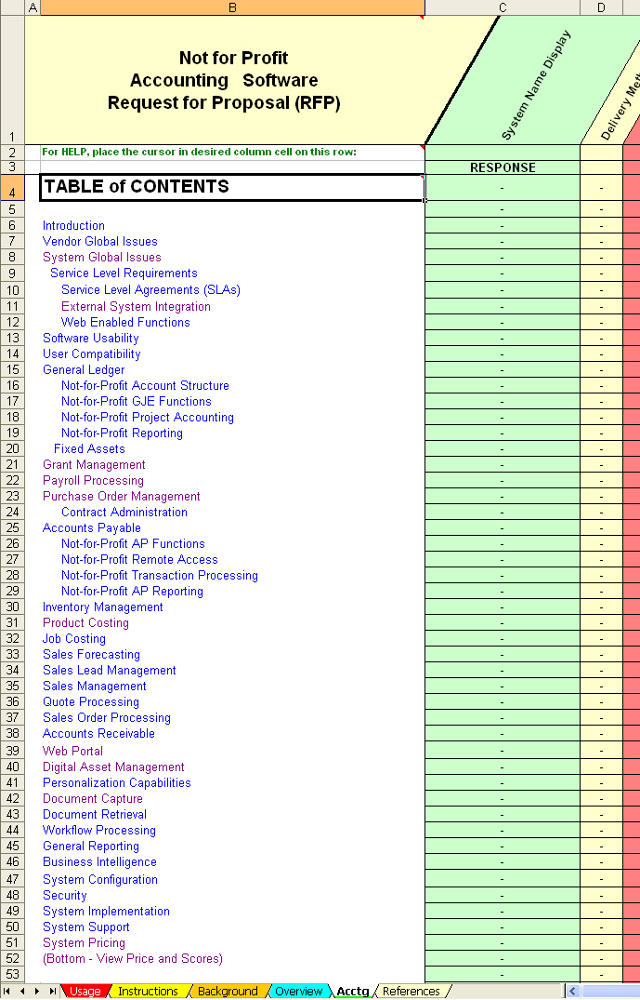 A B C D
1 Not for Profit
Accounting Software
Request for Proposal (RFP)
System Name Display
Delivery
2 For HELP, place the cursor in desired column cell on this row:
3 RESPONSE
4 TABLE of CONTENTS - -
5 - -
6 Introduction - -
7 Vendor Global Issues - -
8 System Global Issues - -
9 Service Level Requirements - -
10 Service Level Agreements (SLAs) - -
11 External System Integration - -
12 Web Enabled Functions - -
13 Software Usability - -
14 User Compatibility - -
15 General Ledger - -
16 Not-for-Profit Account Structure - -
17 Not-for-Profit GJE Functions - -
18 Not-for-Profit Project Accounting - -
19 Not-for-Profit Reporting - -
20 Fixed Assets - -
21 Grant Management - -
22 Payroll Processing - -
23 Purchase Order Management - -
24 Contract Administration - -
25 Accounts Payable - -
26 Not-for-Profit AP Functions - -
27 Not-for-Profit Remote Access - -
28 Not-for-Profit Transaction Processing - -
29 Not-for-Profit AP Reporting - -
30 Inventory Management - -
31 Product Costing - -
32 Job Costing - -
33 Sales Forecasting - -
34 Sales Lead Management - -
35 Sales Management - -
36 Quote Processing - -
37 Sales Order Processing - -
38 Accounts Receivable - -
39 Web Portal - -
40 Digital Asset Management - -
41 Personalization Capabilities - -
42 Document Capture - -
43 Document Retrieval - -
44 Workflow Processing - -
45 General Reporting - -
46 Business Intelligence - -
47 System Configuration - -
48 Security - -
49 System Implementation - -
50 System Support - -
51 System Pricing - -
52 (Bottom - View Price and Scores) - -
53 - -
Usage Instructions Background Overview Acctg References